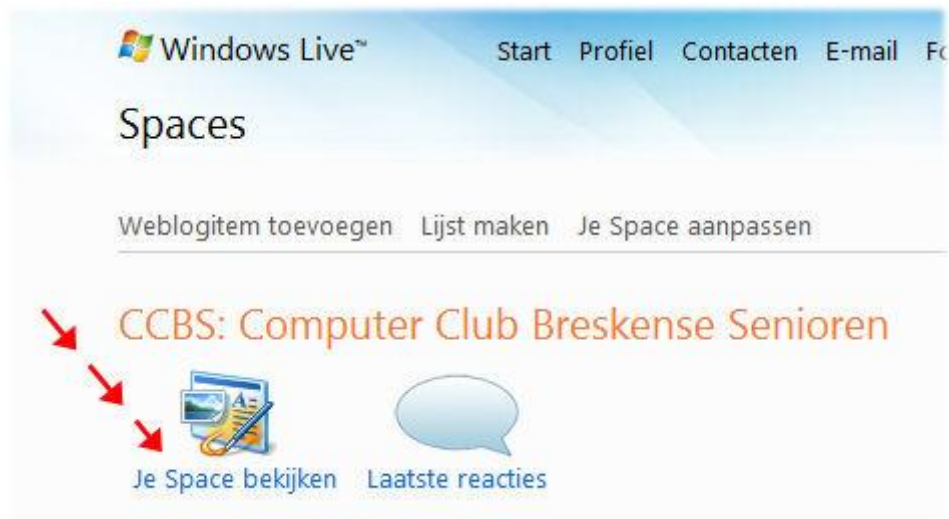 Windows Live™ Start Profiel Contacten E-mail
Spaces
Weblogitem toevoegen Lijst maken Je Space aanpassen
CCBS: Computer Club Breskense Senioren
Je Space bekijken Laatste reacties